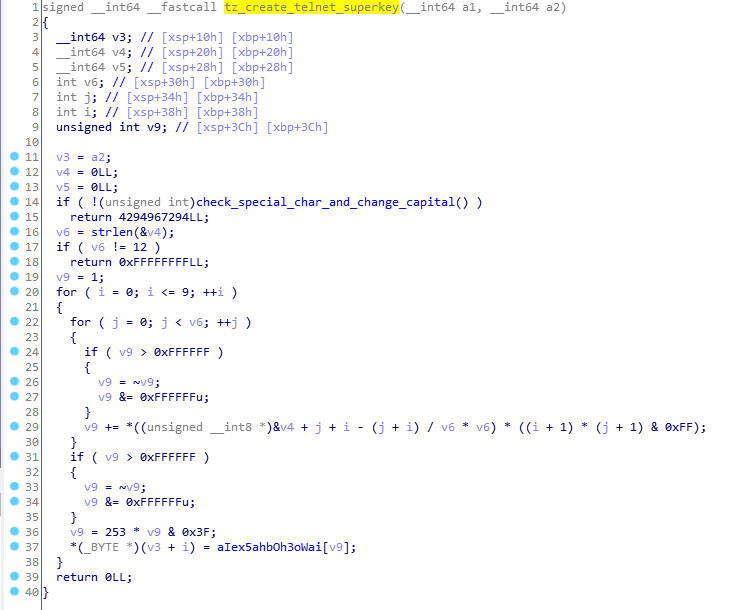 1 signed __int64 __fastcall tz_create_telnet_superkey(__int64 a1, __int64 a2)
2 {
3 __int64 v3; // [xsp+10h] [xbp+10h]
4 __int64 v4; // [xsp+20h] [xbp+20h]
5 __int64 v5; // [xsp+28h] [xbp+28h]
6 int v6; // [xsp+30h] [xbp+30h]
7 int j; // [xsp+34h] [xbp+34h]
8 int i; // [xsp+38h] [xbp+38h]
9 unsigned int v9; // [xsp+3Ch] [xbp+3Ch]
10
11 v3 = a2;
12 v4 = 0LL;
13 v5 = 0LL;
14 if ( !(unsigned int)check_special_char_and_change_capital() )
15 return 4294967294LL;
16 v6 = strlen(&v4);
17 if ( v6 != 12 )
18 return 0xFFFFFFFFLL;
19 v9 = 1;
20 for ( i = 0; i <= 9; ++i )
21 {
22 for ( j = 0; j < v6; ++j )
23 {
24 if ( v9 > 0xFFFFFF )
25 {
26 v9 = ~v9;
27 v9 &= 0xFFFFFFu;
28 }
29 v9 += *((unsigned __int8 *)&v4 + j + i - (j + i) / v6 * v6) * ((i + 1) * (j + 1) & 0xFF);
30 }
31 if ( v9 > 0xFFFFFF )
32 {
33 v9 = ~v9;
34 v9 &= 0xFFFFFFu;
35 }
36 v9 = 253 * v9 & 0x3F;
37 *(_BYTE *)(v3 + i) = aIex5ahbOh3oWai[v9];
38 }
39 return 0LL;
40 }